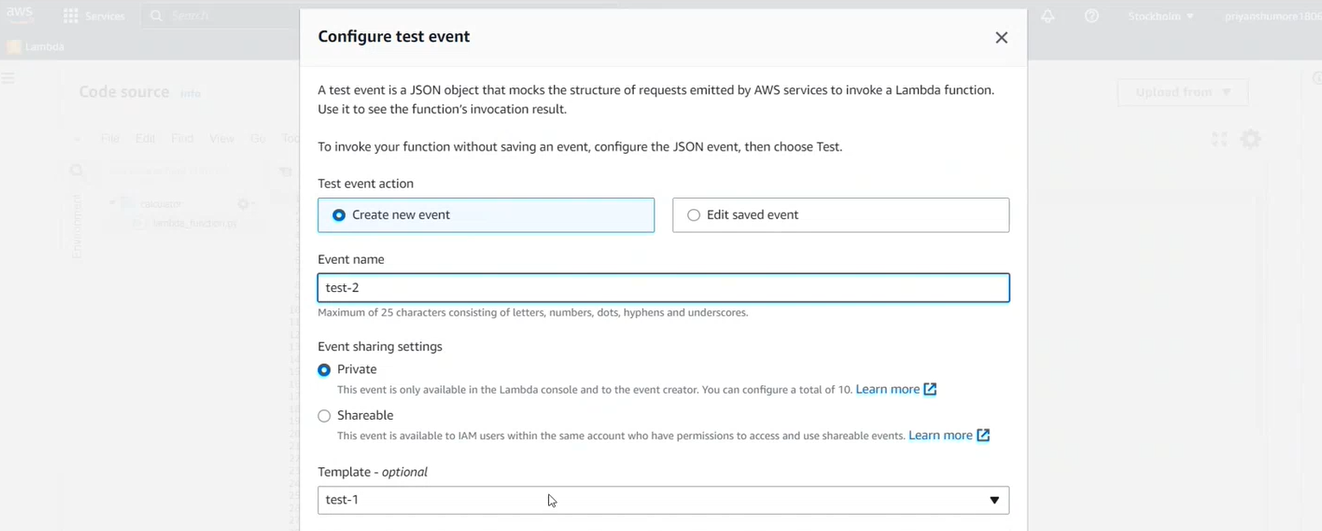 aws
Services
Search
Stockholm
Lambda
Code source
Info
Upload from
File Edit Find View Go
Environment
lambda_function.py
Configure test event
A test event is a JSON object that mocks the structure of requests emitted by AWS services to invoke a Lambda function.
Use it to see the function's invocation result.
To invoke your function without saving an event, configure the JSON event, then choose Test.
Test event action
Create new event
Edit saved event
Event name
test-2
Maximum of 25 characters consisting of letters, numbers, dots, hyphens and underscores.
Event sharing settings
Private
This event is only available in the Lambda console and to the event creator. You can configure a total of 10. Learn more
Shareable
This event is available to IAM users within the same account who have permissions to access and use shareable events. Learn more
Template - optional
test-1